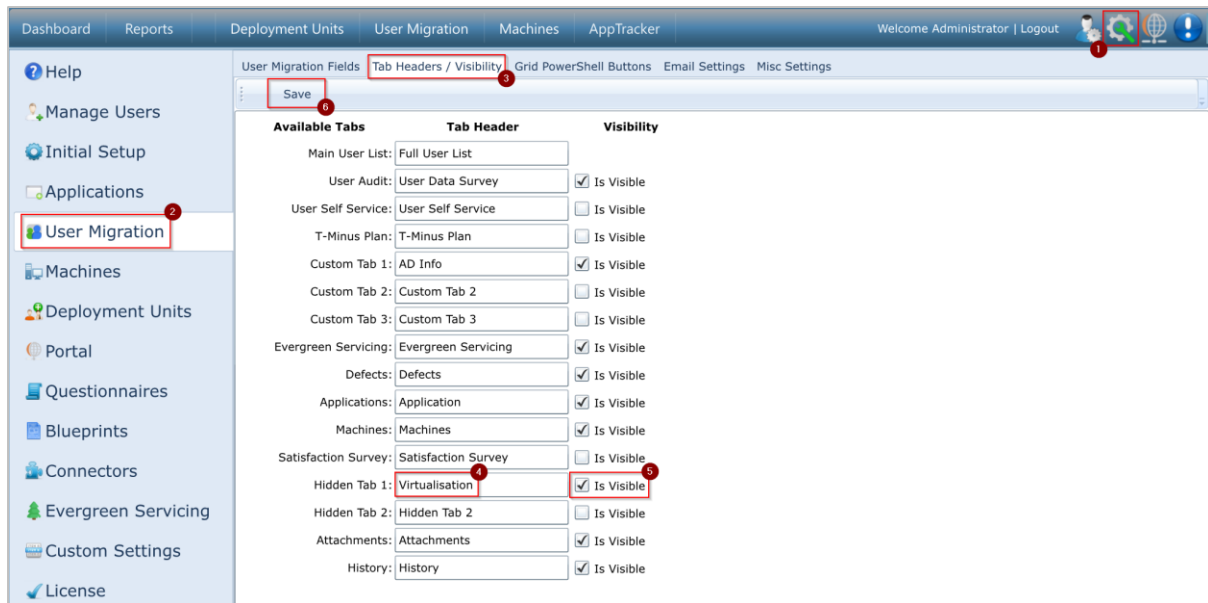 Dashboard Reports Deployment Units User Migration Machines AppTracker Welcome Administrator | Logout
1
Help
Manage Users
Initial Setup
Applications
2
User Migration
Machines
Deployment Units
Portal
Questionnaires
Blueprints
Connectors
Evergreen Servicing
Custom Settings
License
User Migration Fields Tab Headers / Visibility Grid PowerShell Buttons Email Settings Misc Settings
3
Save
6
Available Tabs Tab Header Visibility
Main User List: Full User List
User Audit: User Data Survey Is Visible
User Self Service: User Self Service Is Visible
T-Minus Plan: T-Minus Plan Is Visible
Custom Tab 1: AD Info Is Visible
Custom Tab 2: Custom Tab 2 Is Visible
Custom Tab 3: Custom Tab 3 Is Visible
Evergreen Servicing: Evergreen Servicing Is Visible
Defects: Defects Is Visible
Applications: Application Is Visible
Machines: Machines Is Visible
Satisfaction Survey: Satisfaction Survey Is Visible
4 5
Hidden Tab 1: Virtualisation Is Visible
Hidden Tab 2: Hidden Tab 2 Is Visible
Attachments: Attachments Is Visible
History: History Is Visible